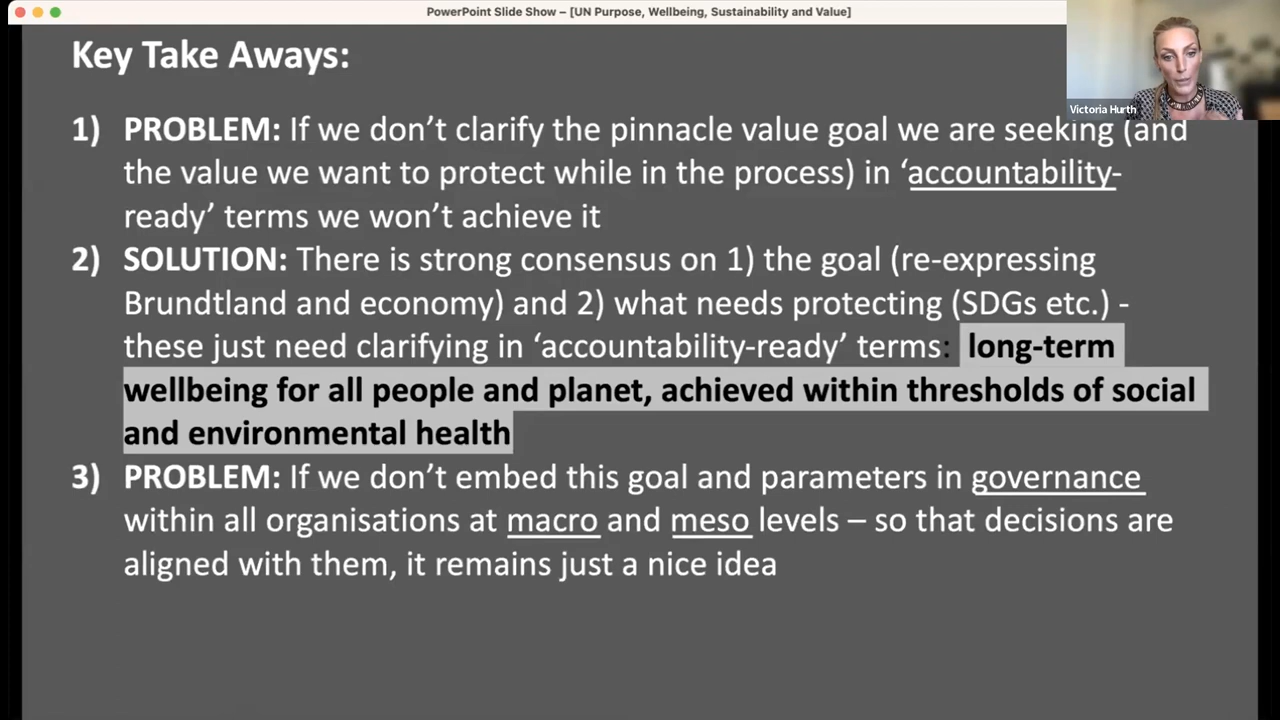 PowerPoint Slide Show – [UN Purpose, Wellbeing, Sustainability and Value]
Key Take Aways:
Victoria Hurth
1) PROBLEM: If we don’t clarify the pinnacle value goal we are seeking (and
the value we want to protect while in the process) in ‘accountability-
ready’ terms we won’t achieve it
2) SOLUTION: There is strong consensus on 1) the goal (re-expressing
Brundtland and economy) and 2) what needs protecting (SDGs etc.) -
these just need clarifying in ‘accountability-ready’ terms: long-term
wellbeing for all people and planet, achieved within thresholds of social
and environmental health
3) PROBLEM: If we don’t embed this goal and parameters in governance
within all organisations at macro and meso levels – so that decisions are
aligned with them, it remains just a nice idea